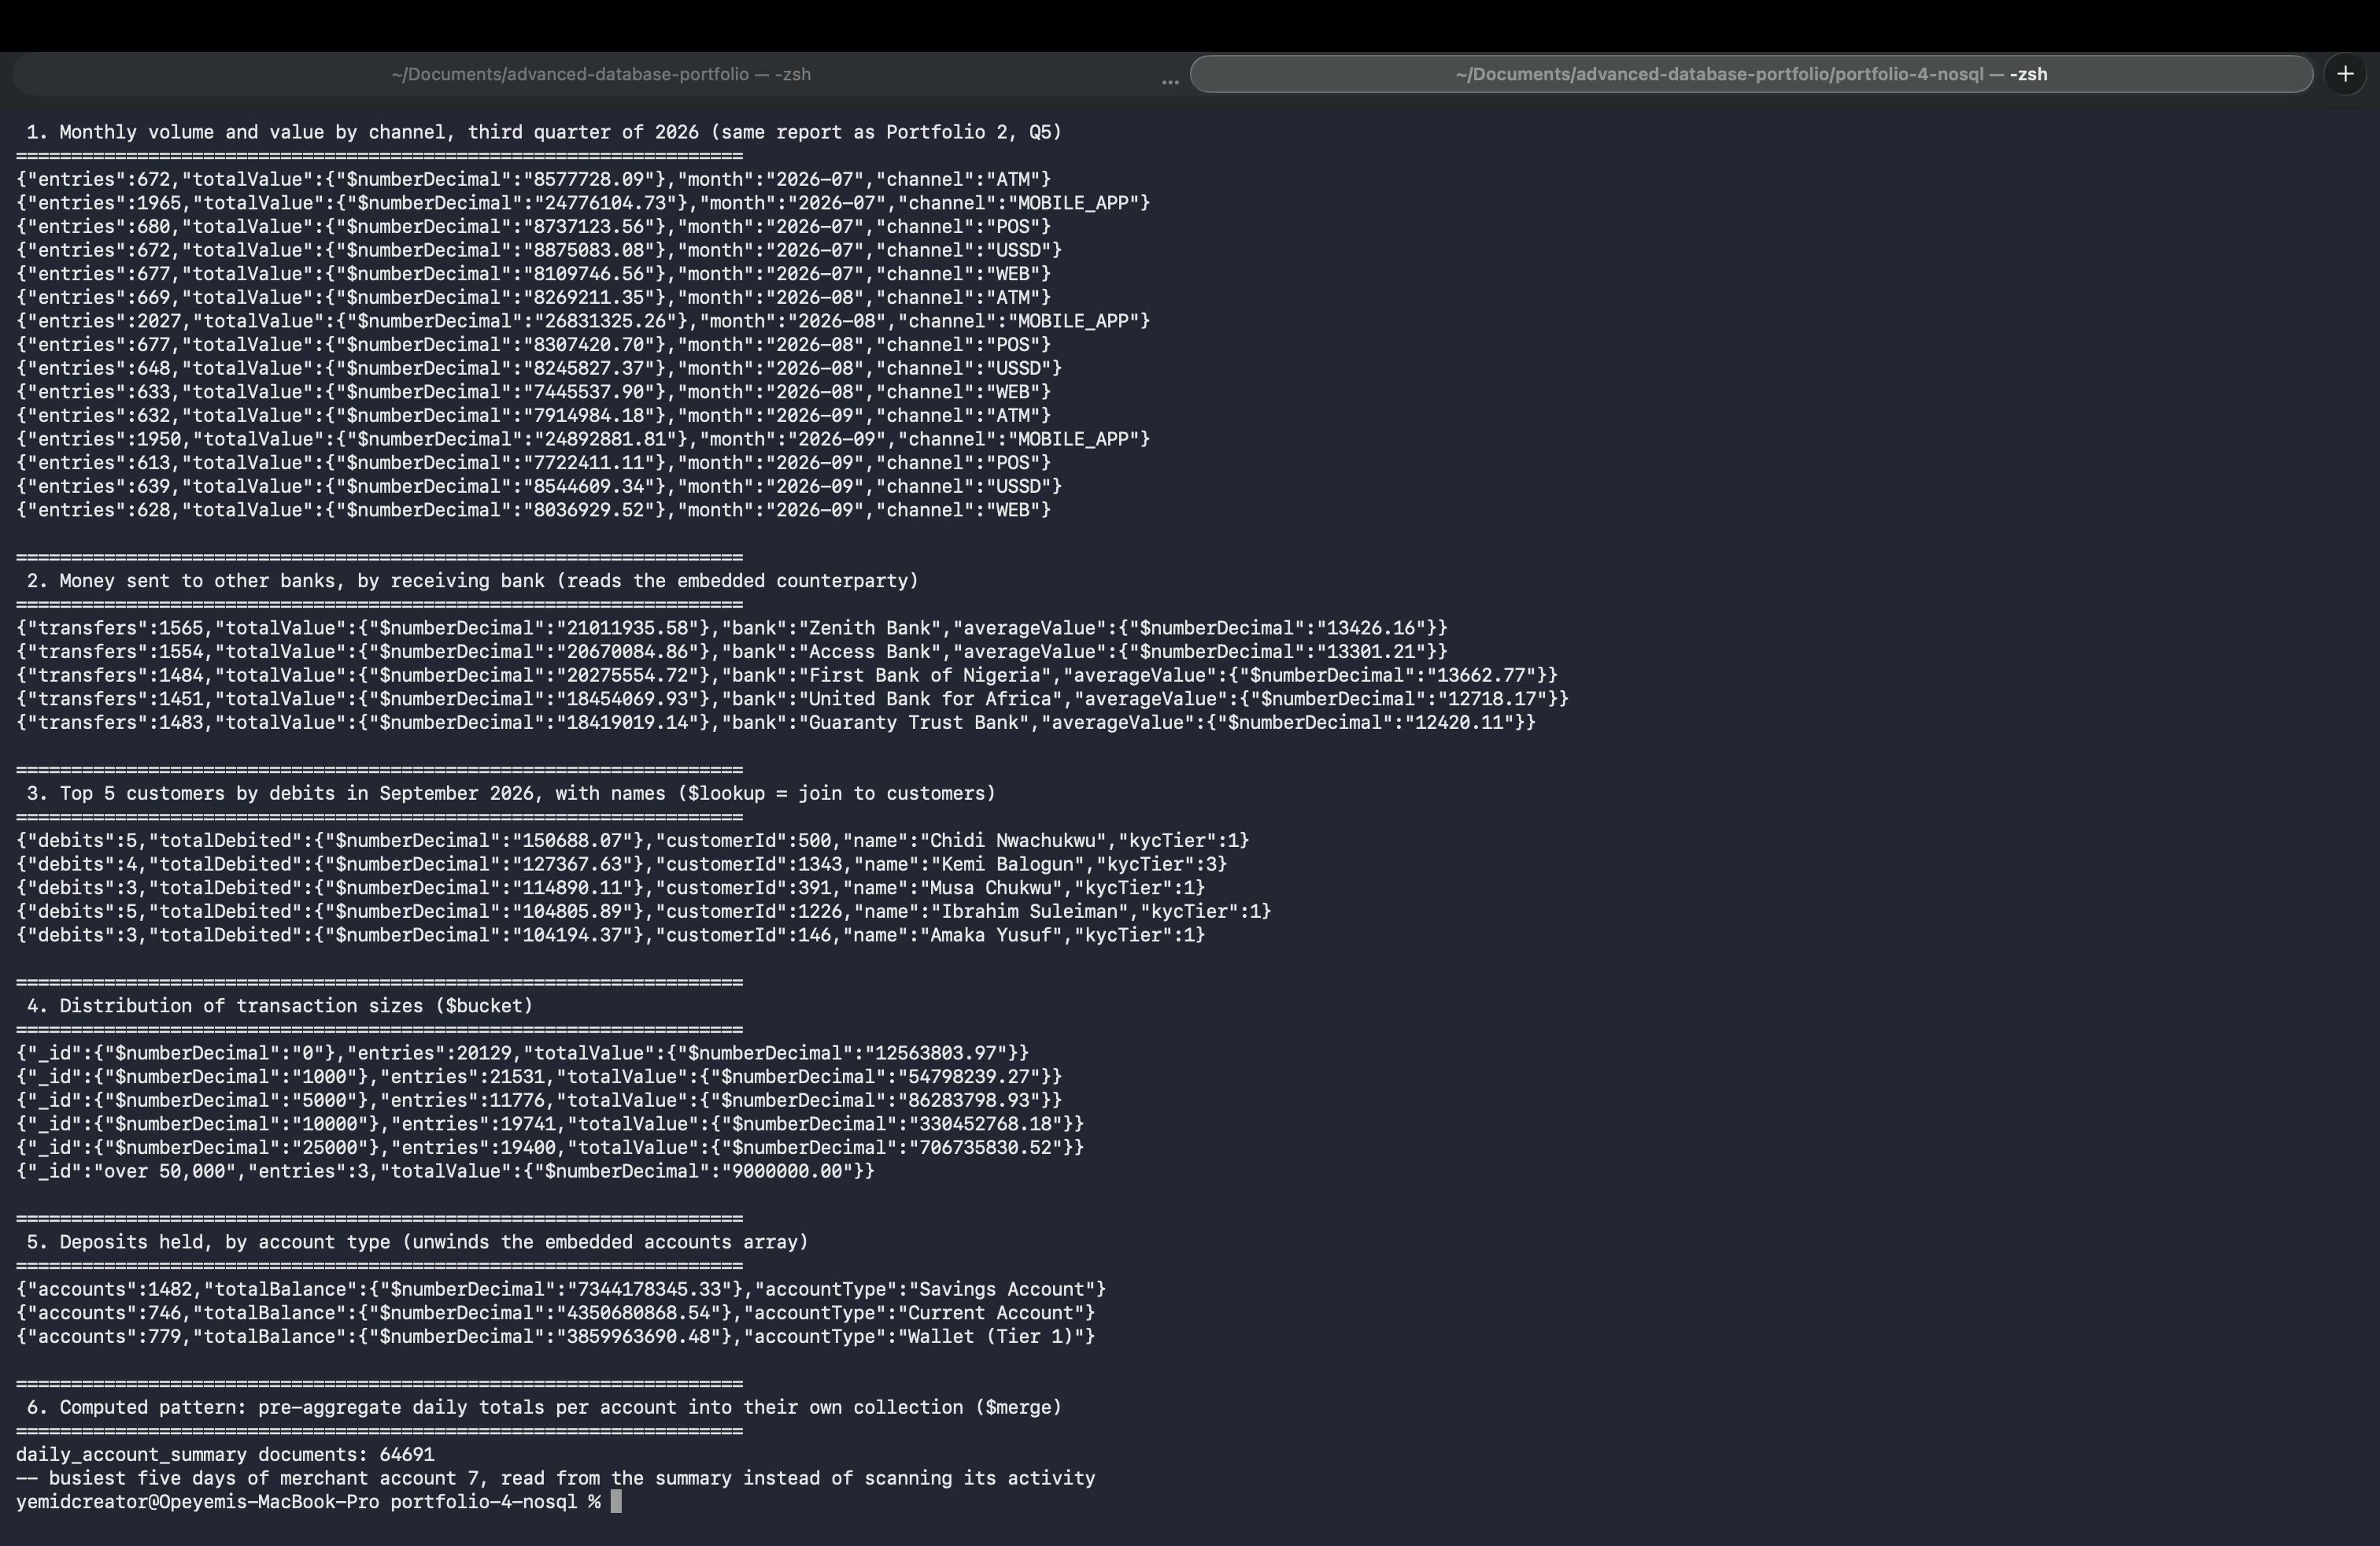 ~/Documents/advanced-database-portfolio — -zsh
... ~/Documents/advanced-database-portfolio/portfolio-4-nosql — -zsh +
1. Monthly volume and value by channel, third quarter of 2026 (same report as Portfolio 2, Q5)
==================================================================
{"entries":672,"totalValue":{"$numberDecimal":"8577728.09"},"month":"2026-07","channel":"ATM"}
{"entries":1965,"totalValue":{"$numberDecimal":"24776104.73"},"month":"2026-07","channel":"MOBILE_APP"}
{"entries":680,"totalValue":{"$numberDecimal":"8737123.56"},"month":"2026-07","channel":"POS"}
{"entries":672,"totalValue":{"$numberDecimal":"8875083.08"},"month":"2026-07","channel":"USSD"}
{"entries":677,"totalValue":{"$numberDecimal":"8109746.56"},"month":"2026-07","channel":"WEB"}
{"entries":669,"totalValue":{"$numberDecimal":"8269211.35"},"month":"2026-08","channel":"ATM"}
{"entries":2027,"totalValue":{"$numberDecimal":"26831325.26"},"month":"2026-08","channel":"MOBILE_APP"}
{"entries":677,"totalValue":{"$numberDecimal":"8307420.70"},"month":"2026-08","channel":"POS"}
{"entries":648,"totalValue":{"$numberDecimal":"8245827.37"},"month":"2026-08","channel":"USSD"}
{"entries":633,"totalValue":{"$numberDecimal":"7445537.90"},"month":"2026-08","channel":"WEB"}
{"entries":632,"totalValue":{"$numberDecimal":"7914984.18"},"month":"2026-09","channel":"ATM"}
{"entries":1950,"totalValue":{"$numberDecimal":"24892881.81"},"month":"2026-09","channel":"MOBILE_APP"}
{"entries":613,"totalValue":{"$numberDecimal":"7722411.11"},"month":"2026-09","channel":"POS"}
{"entries":639,"totalValue":{"$numberDecimal":"8544609.34"},"month":"2026-09","channel":"USSD"}
{"entries":628,"totalValue":{"$numberDecimal":"8036929.52"},"month":"2026-09","channel":"WEB"}
==================================================================
2. Money sent to other banks, by receiving bank (reads the embedded counterparty)
==================================================================
{"transfers":1565,"totalValue":{"$numberDecimal":"21011935.58"},"bank":"Zenith Bank","averageValue":{"$numberDecimal":"13426.16"}}
{"transfers":1554,"totalValue":{"$numberDecimal":"20670084.86"},"bank":"Access Bank","averageValue":{"$numberDecimal":"13301.21"}}
{"transfers":1484,"totalValue":{"$numberDecimal":"20275554.72"},"bank":"First Bank of Nigeria","averageValue":{"$numberDecimal":"13662.77"}}
{"transfers":1451,"totalValue":{"$numberDecimal":"18454069.93"},"bank":"United Bank for Africa","averageValue":{"$numberDecimal":"12718.17"}}
{"transfers":1483,"totalValue":{"$numberDecimal":"18419019.14"},"bank":"Guaranty Trust Bank","averageValue":{"$numberDecimal":"12420.11"}}
==================================================================
3. Top 5 customers by debits in September 2026, with names ($lookup = join to customers)
==================================================================
{"debits":5,"totalDebited":{"$numberDecimal":"150688.07"},"customerId":500,"name":"Chidi Nwachukwu","kycTier":1}
{"debits":4,"totalDebited":{"$numberDecimal":"127367.63"},"customerId":1343,"name":"Kemi Balogun","kycTier":3}
{"debits":3,"totalDebited":{"$numberDecimal":"114890.11"},"customerId":391,"name":"Musa Chukwu","kycTier":1}
{"debits":5,"totalDebited":{"$numberDecimal":"104805.89"},"customerId":1226,"name":"Ibrahim Suleiman","kycTier":1}
{"debits":3,"totalDebited":{"$numberDecimal":"104194.37"},"customerId":146,"name":"Amaka Yusuf","kycTier":1}
==================================================================
4. Distribution of transaction sizes ($bucket)
==================================================================
{"_id":{"$numberDecimal":"0"},"entries":20129,"totalValue":{"$numberDecimal":"12563803.97"}}
{"_id":{"$numberDecimal":"1000"},"entries":21531,"totalValue":{"$numberDecimal":"54798239.27"}}
{"_id":{"$numberDecimal":"5000"},"entries":11776,"totalValue":{"$numberDecimal":"86283798.93"}}
{"_id":{"$numberDecimal":"10000"},"entries":19741,"totalValue":{"$numberDecimal":"330452768.18"}}
{"_id":{"$numberDecimal":"25000"},"entries":19400,"totalValue":{"$numberDecimal":"706735830.52"}}
{"_id":"over 50,000","entries":3,"totalValue":{"$numberDecimal":"9000000.00"}}
==================================================================
5. Deposits held, by account type (unwinds the embedded accounts array)
==================================================================
{"accounts":1482,"totalBalance":{"$numberDecimal":"7344178345.33"},"accountType":"Savings Account"}
{"accounts":746,"totalBalance":{"$numberDecimal":"4350680868.54"},"accountType":"Current Account"}
{"accounts":779,"totalBalance":{"$numberDecimal":"3859963690.48"},"accountType":"Wallet (Tier 1)"}
==================================================================
6. Computed pattern: pre-aggregate daily totals per account into their own collection ($merge)
==================================================================
daily_account_summary documents: 64691
-- busiest five days of merchant account 7, read from the summary instead of scanning its activity
yemidcreator@Opeyemis-MacBook-Pro portfolio-4-nosql %